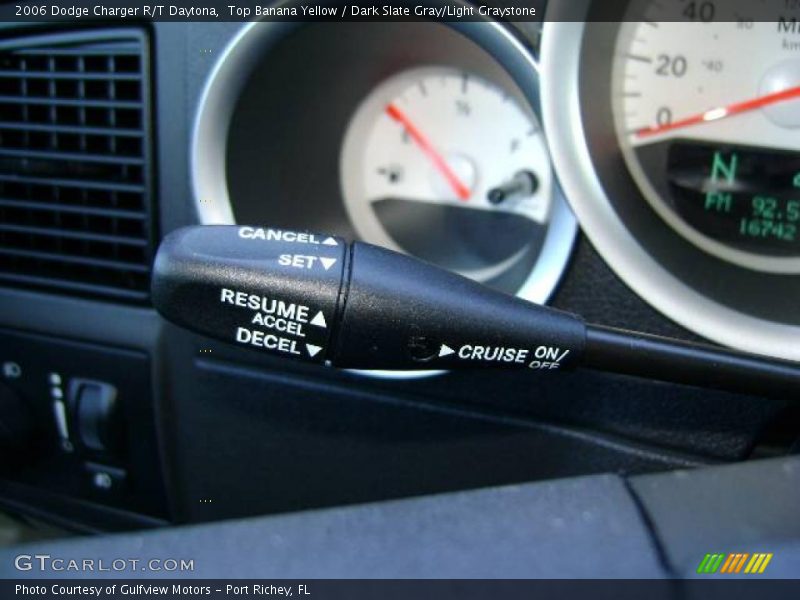 2006 Dodge Charger R/T Daytona, Top Banana Yellow / Dark Slate Gray/Light Graystone
40
20
0
N
FM 92.5
16742
CANCEL
SET
RESUME
ACCEL
DECEL
CRUISE ON/
OFF
GTCARLOT.COM
Photo Courtesy of Gulfview Motors – Port Richey, FL